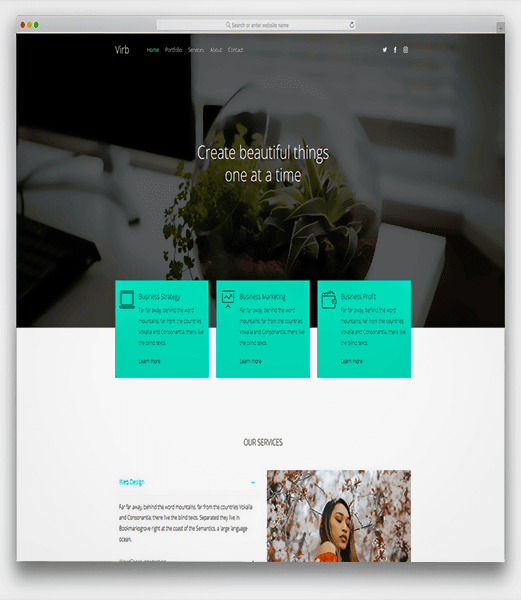 Search or enter website name
Virb
Home Portfolio Services About Contact
Create beautiful things
one at a time
Business Strategy
Far far away, behind the word
mountains, far from the countries
Vokalia and Consonantia, there live
the blind texts.
Learn more
Business Marketing
Far far away, behind the word
mountains, far from the countries
Vokalia and Consonantia, there live
the blind texts.
Learn more
Business Profit
Far far away, behind the word
mountains, far from the countries
Vokalia and Consonantia, there live
the blind texts.
Learn more
OUR SERVICES
Web Design
Far far away, behind the word mountains, far from the countries Vokalia
and Consonantia, there live the blind texts. Separated they live in
Bookmarksgrove right at the coast of the Semantics, a large language
ocean.